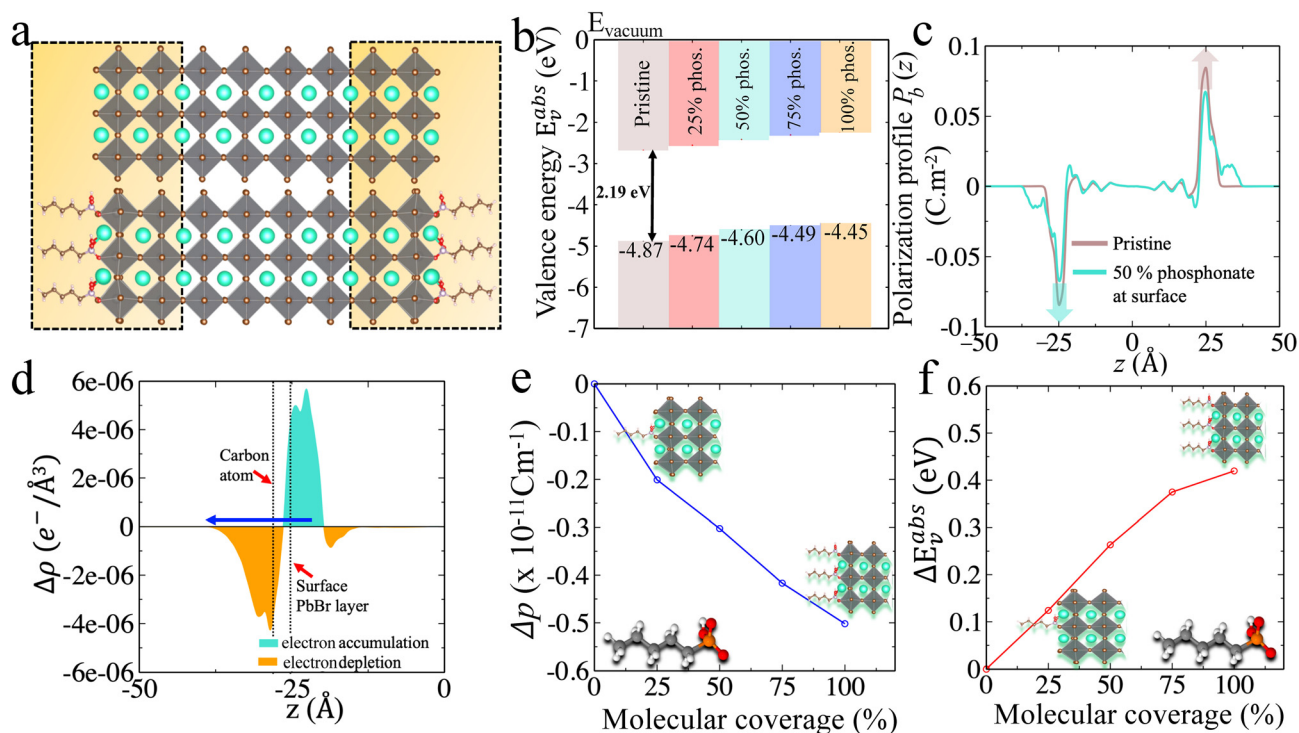 a
b
E_vacuum
Valence energy E_v^abs (eV)
0
-1
-2
-3
-4
-5
-6
-7
Pristine
25% phos.
50% phos.
75% phos.
100% phos.
2.19 eV
-4.87
-4.74
-4.60
-4.49
-4.45
c
Polarization profile P_b(z)
(C.m⁻²)
0.1
0.05
0
-0.05
-0.1
Pristine
50 % phosphonate
at surface
-50
-25
0
25
50
z (Å)
d
Δρ (e⁻/Å³)
6e-06
4e-06
2e-06
0
-2e-06
-4e-06
-6e-06
Carbon
atom
Surface
PbBr layer
electron accumulation
electron depletion
-50
-25
0
z (Å)
e
Δp (x 10⁻¹¹Cm⁻¹)
0
-0.1
-0.2
-0.3
-0.4
-0.5
-0.6
0
25
50
75
100
Molecular coverage (%)
f
ΔE_v^abs (eV)
0.6
0.5
0.4
0.3
0.2
0.1
0
0
25
50
75
100
Molecular coverage (%)